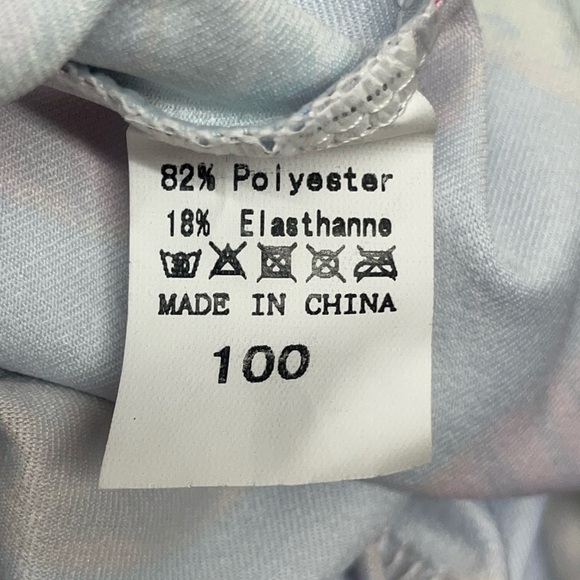 82% Polyester
18% Elasthanne
MADE IN CHINA
100